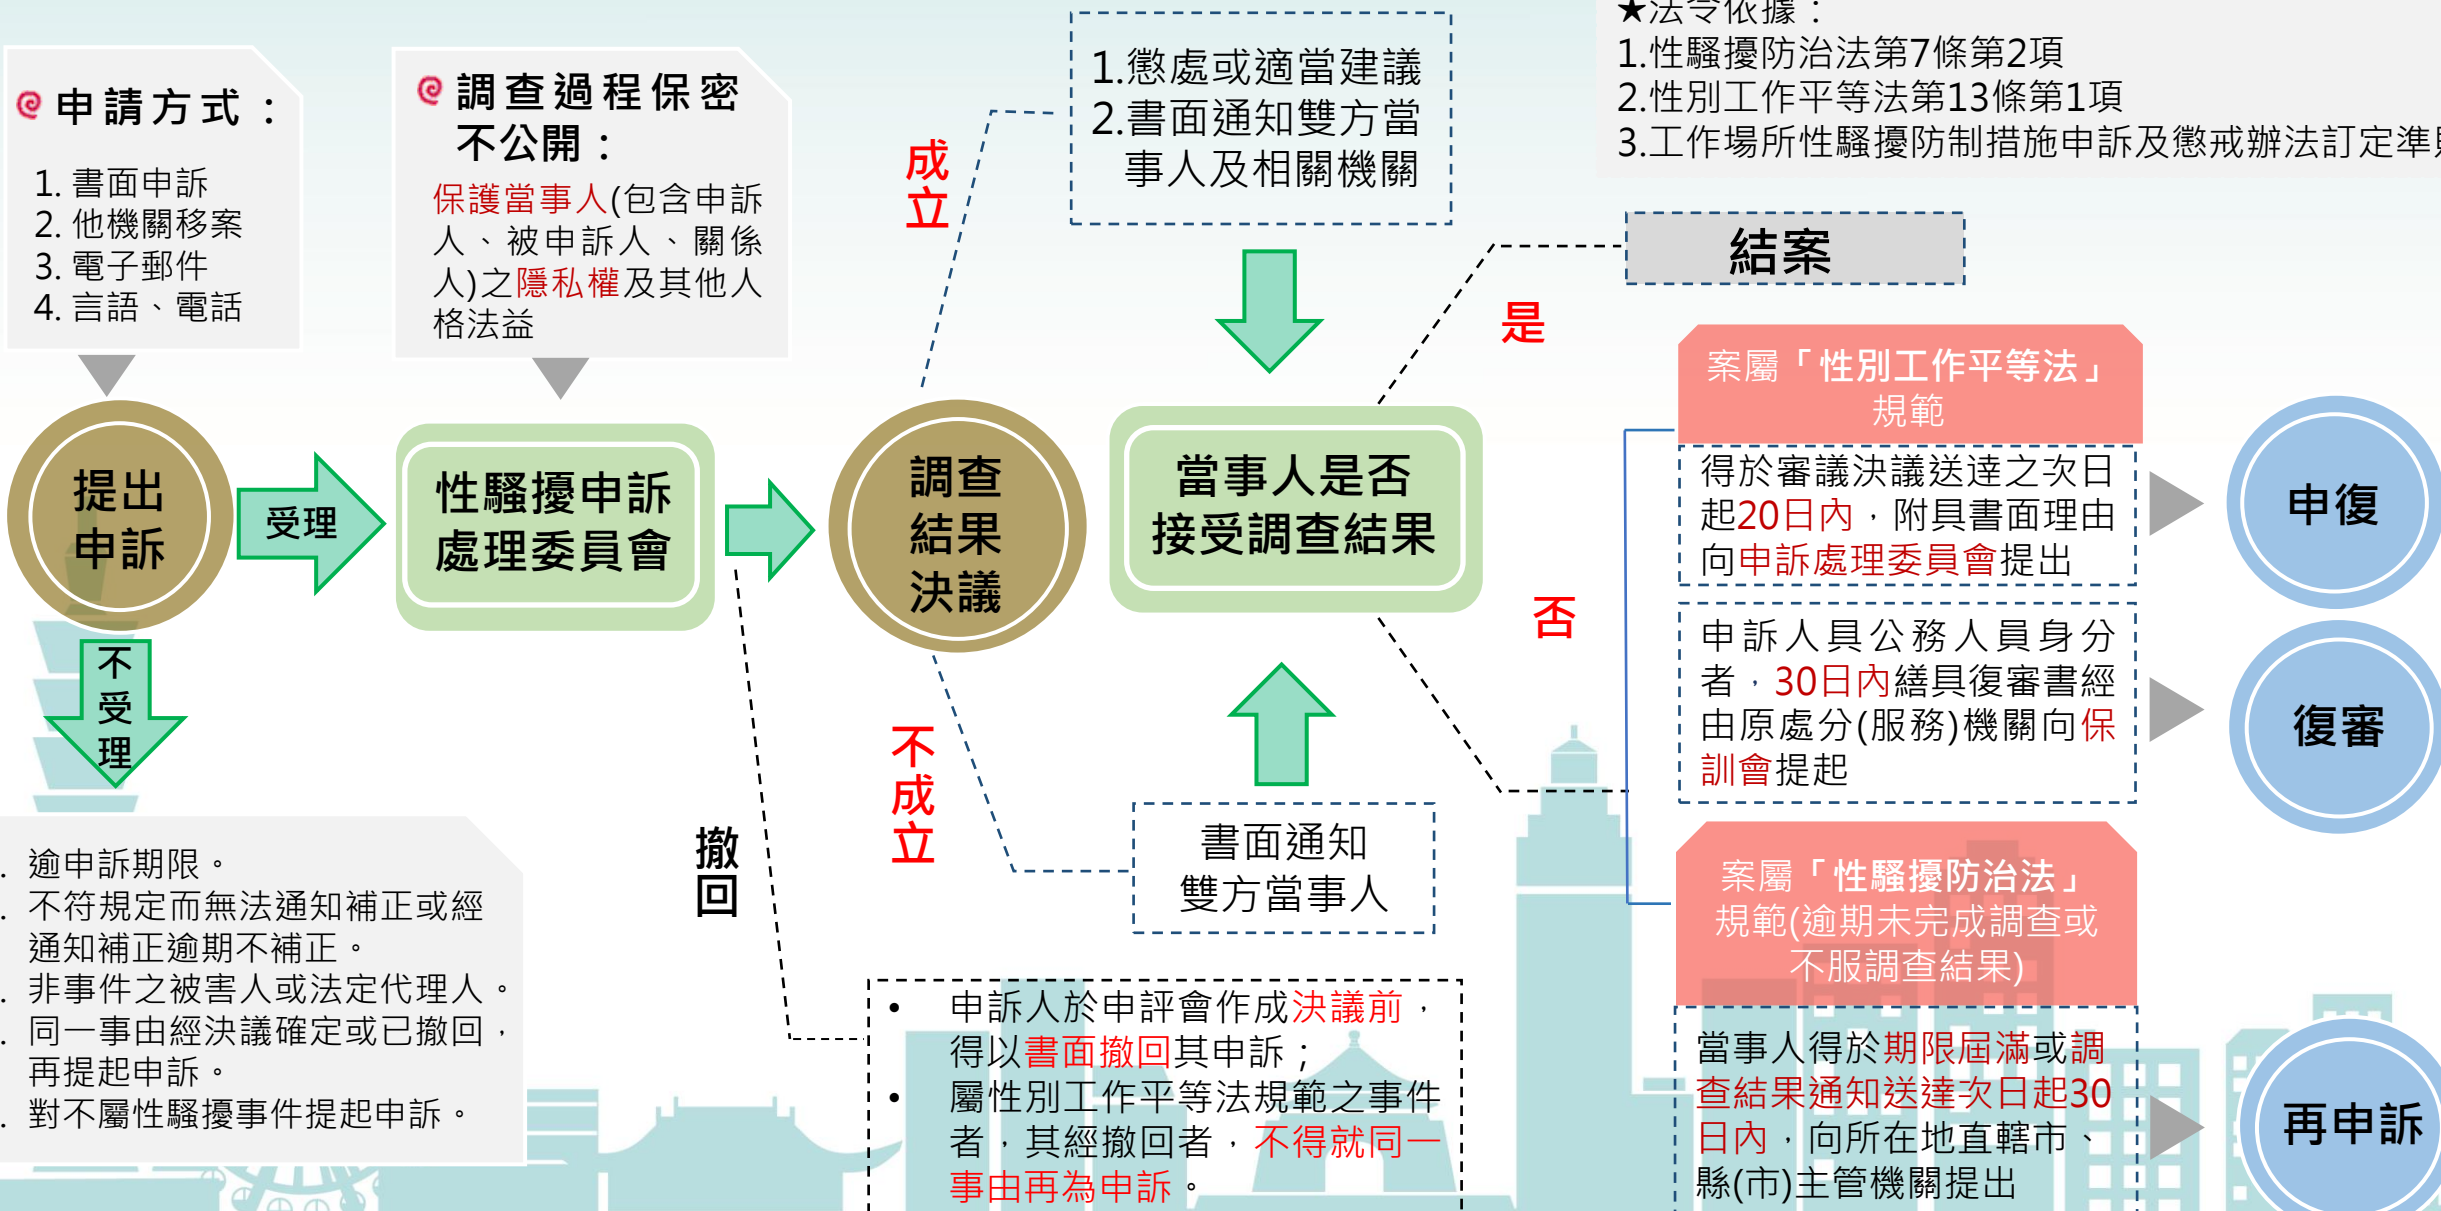 申請方式：
1. 書面申訴
2. 他機關移案
3. 電子郵件
4. 言語、電話
調查過程保密
不公開：
保護當事人(包含申訴
人、被申訴人、關係
人)之隱私權及其他人
格法益
1.懲處或適當建議
2.書面通知雙方當
事人及相關機關
★法令依據：
1.性騷擾防治法第7條第2項
2.性別工作平等法第13條第1項
3.工作場所性騷擾防制措施申訴及懲戒辦法訂定準則
成立
結案
是
提出
申訴
受理
性騷擾申訴
處理委員會
調查
結果
決議
當事人是否
接受調查結果
否
案屬「性別工作平等法」
規範
得於審議決議送達之次日
起20日內，附具書面理由
向申訴處理委員會提出
申復
申訴人具公務人員身分
者，30日內繕具復審書經
由原處分(服務)機關向保
訓會提起
復審
不受理
撤回
不成立
書面通知
雙方當事人
. 逾申訴期限。
. 不符規定而無法通知補正或經
通知補正逾期不補正。
. 非事件之被害人或法定代理人。
. 同一事由經決議確定或已撤回，
再提起申訴。
. 對不屬性騷擾事件提起申訴。
• 申訴人於申評會作成決議前，
得以書面撤回其申訴；
• 屬性別工作平等法規範之事件
者，其經撤回者，不得就同一
事由再為申訴。
案屬「性騷擾防治法」
規範(逾期未完成調查或
不服調查結果)
當事人得於期限屆滿或調
查結果通知送達次日起30
日內，向所在地直轄市、
縣(市)主管機關提出
再申訴